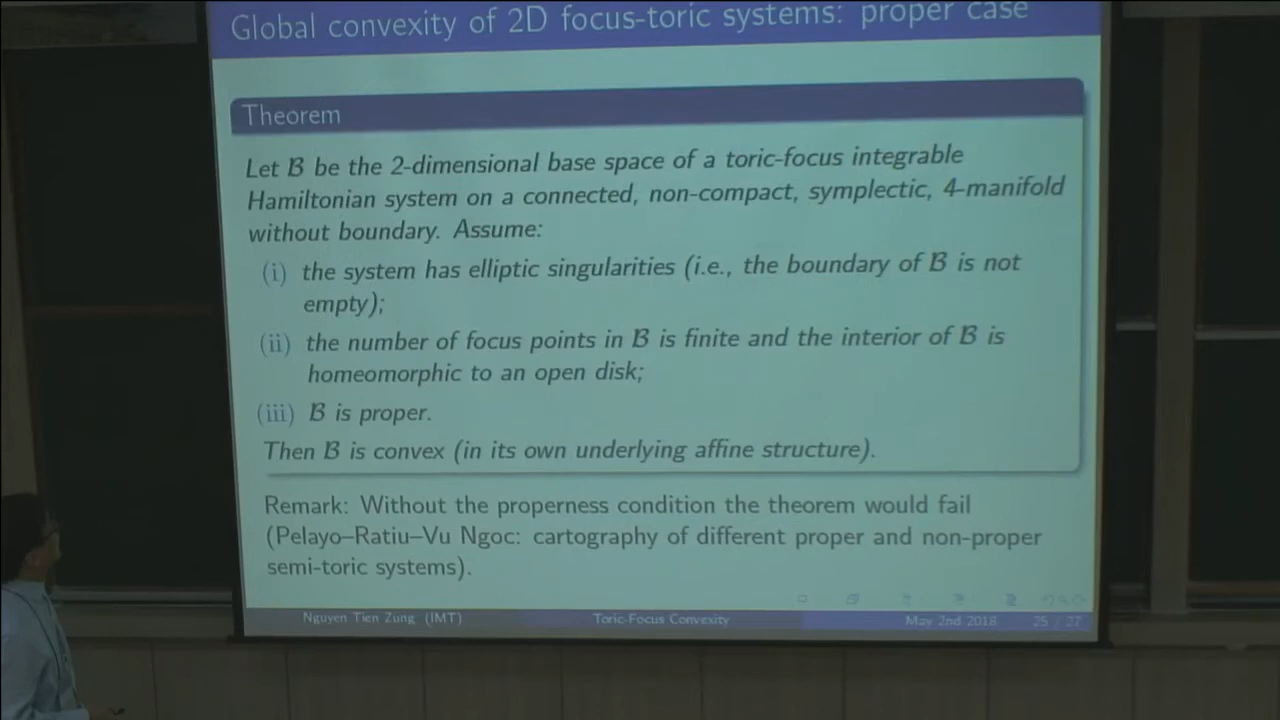 Global convexity of 2D focus-toric systems: proper case
Theorem
Let B be the 2-dimensional base space of a toric-focus integrable
Hamiltonian system on a connected, non-compact, symplectic, 4-manifold
without boundary. Assume:
(i) the system has elliptic singularities (i.e., the boundary of B is not
empty);
(ii) the number of focus points in B is finite and the interior of B is
homeomorphic to an open disk;
(iii) B is proper.
Then B is convex (in its own underlying affine structure).
Remark: Without the properness condition the theorem would fail
(Pelayo–Ratiu–Vu Ngoc: cartography of different proper and non-proper
semi-toric systems).
Nguyen Tien Zung (IMT) Toric-Focus Convexity May 2nd 2018 25 / 27